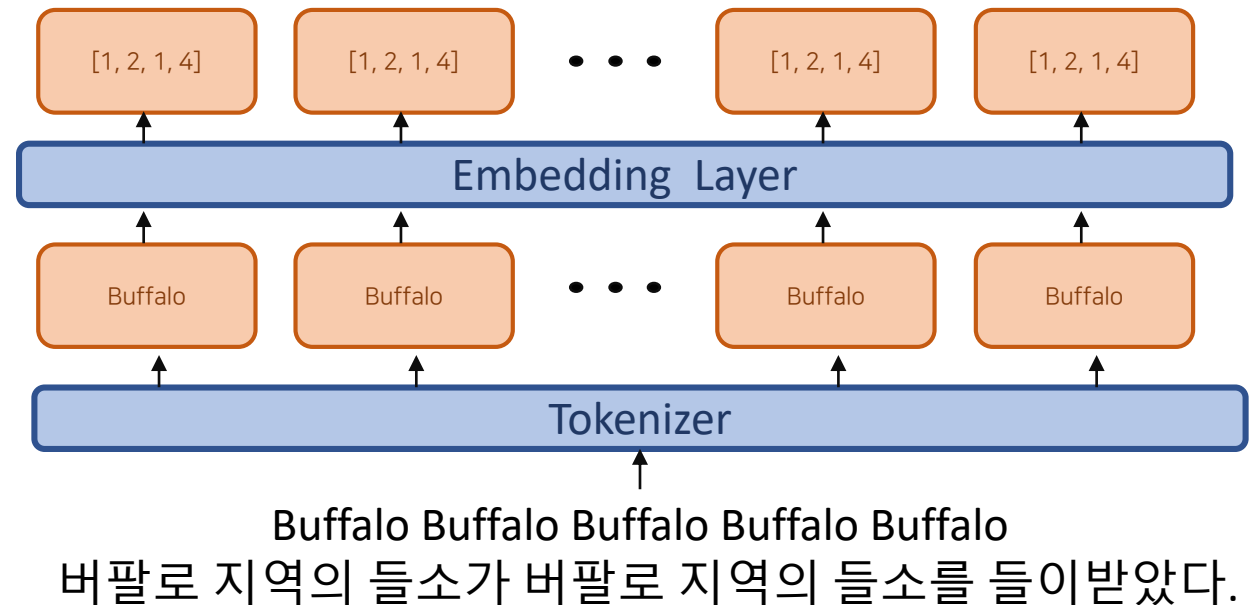 [1, 2, 1, 4] [1, 2, 1, 4] • • • [1, 2, 1, 4] [1, 2, 1, 4]
Embedding Layer
Buffalo Buffalo • • • Buffalo Buffalo
Tokenizer
Buffalo Buffalo Buffalo Buffalo Buffalo
버팔로 지역의 들소가 버팔로 지역의 들소를 들이받았다.